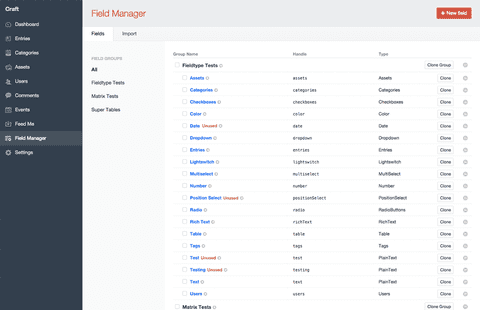 Craft
Dashboard
Entries
Categories
Assets
Users
Comments
Events
Feed Me
Field Manager
Settings
Field Manager
+ New field
Fields Import
FIELD GROUPS
All
Fieldtype Tests
Matrix Tests
Super Tables
Group Name Handle Type
Fieldtype Tests Clone Group
Assets assets Assets Clone
Categories categories Categories Clone
Checkboxes checkboxes Checkboxes Clone
Color color Color Clone
Date Unused date Date Clone
Dropdown dropdown Dropdown Clone
Entries entries Entries Clone
Lightswitch lightswitch Lightswitch Clone
Multiselect multiselect MultiSelect Clone
Number number Number Clone
Position Select Unused positionSelect PositionSelect Clone
Radio radio RadioButtons Clone
Rich Text richText RichText Clone
Table table Table Clone
Tags tags Tags Clone
Test Unused test PlainText Clone
Testing Unused testing PlainText Clone
Text text PlainText Clone
Users users Users Clone
Matrix Tests Clone Group